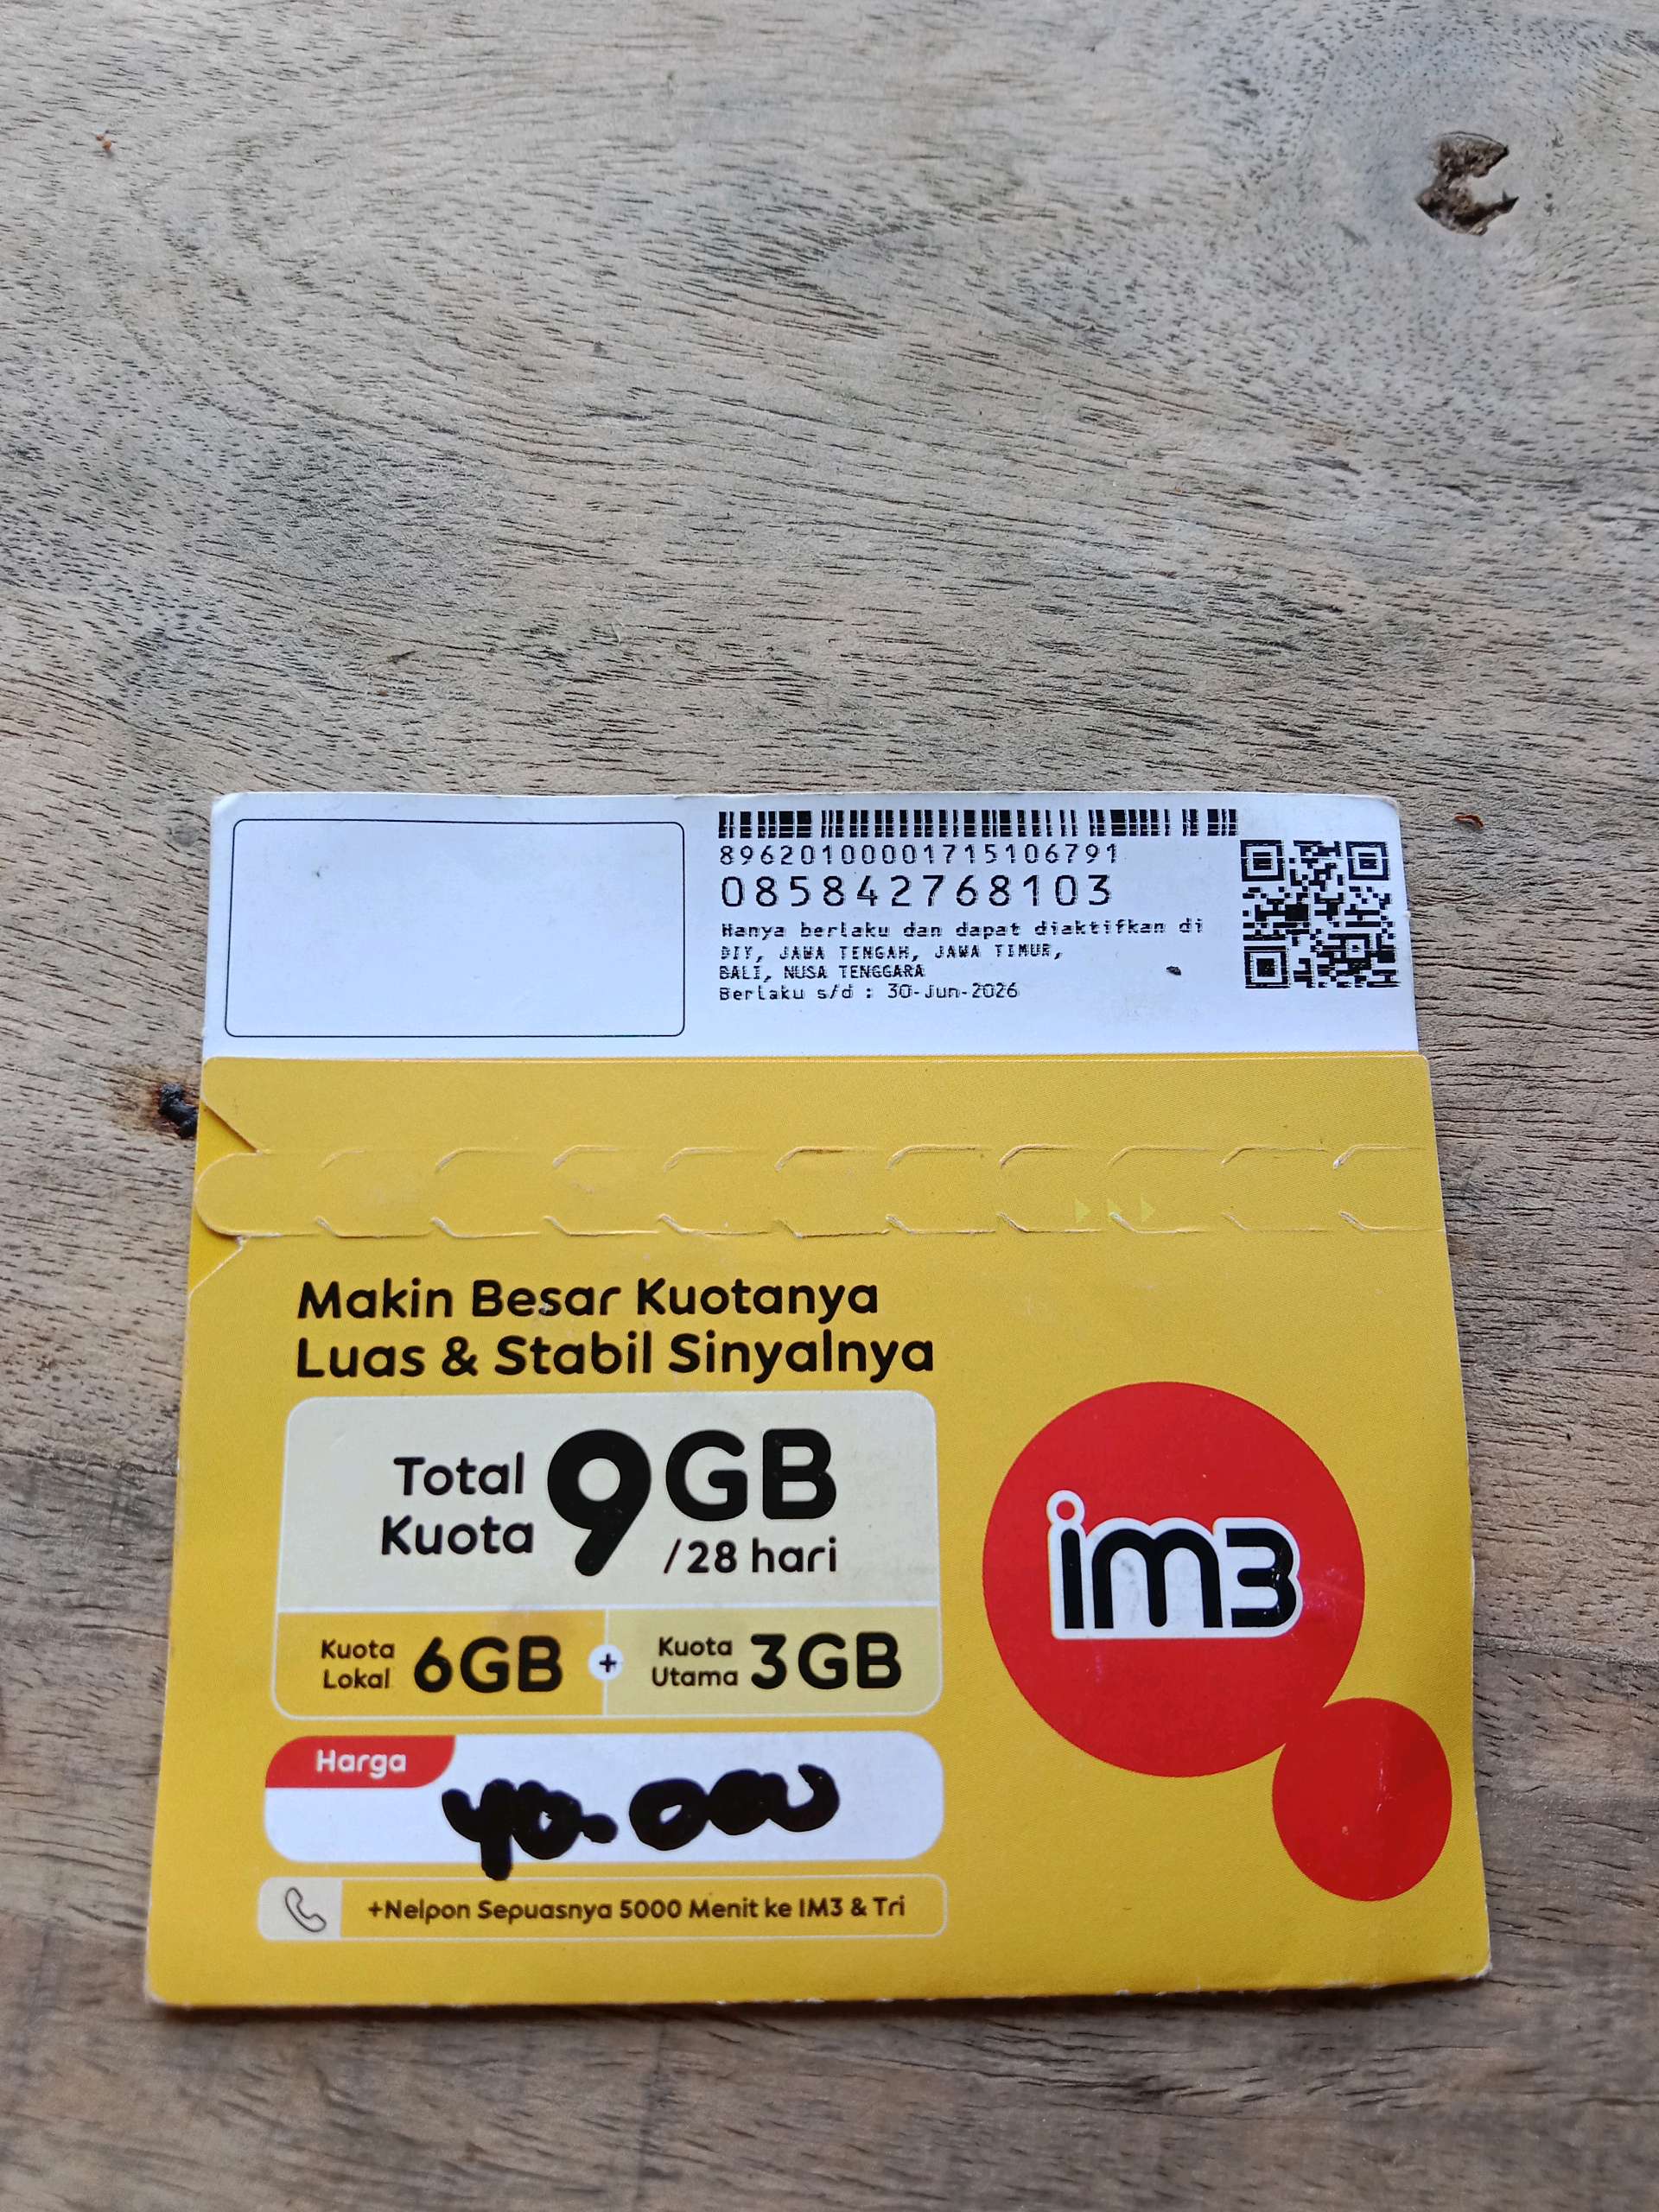 89620100001715106791
085842768103
Hanya berlaku dan dapat diaktifkan di
DIY, JAWA TENGAH, JAWA TIMUR,
BALI, NUSA TENGGARA
Berlaku s/d : 30-Jun-2026
Makin Besar Kuotanya
Luas & Stabil Sinyalnya
Total
Kuota
9GB
/28 hari
Kuota
Lokal
6GB
+
Kuota
Utama
3GB
im3
Harga
40.000
+Nelpon Sepuasnya 5000 Menit ke IM3 & Tri